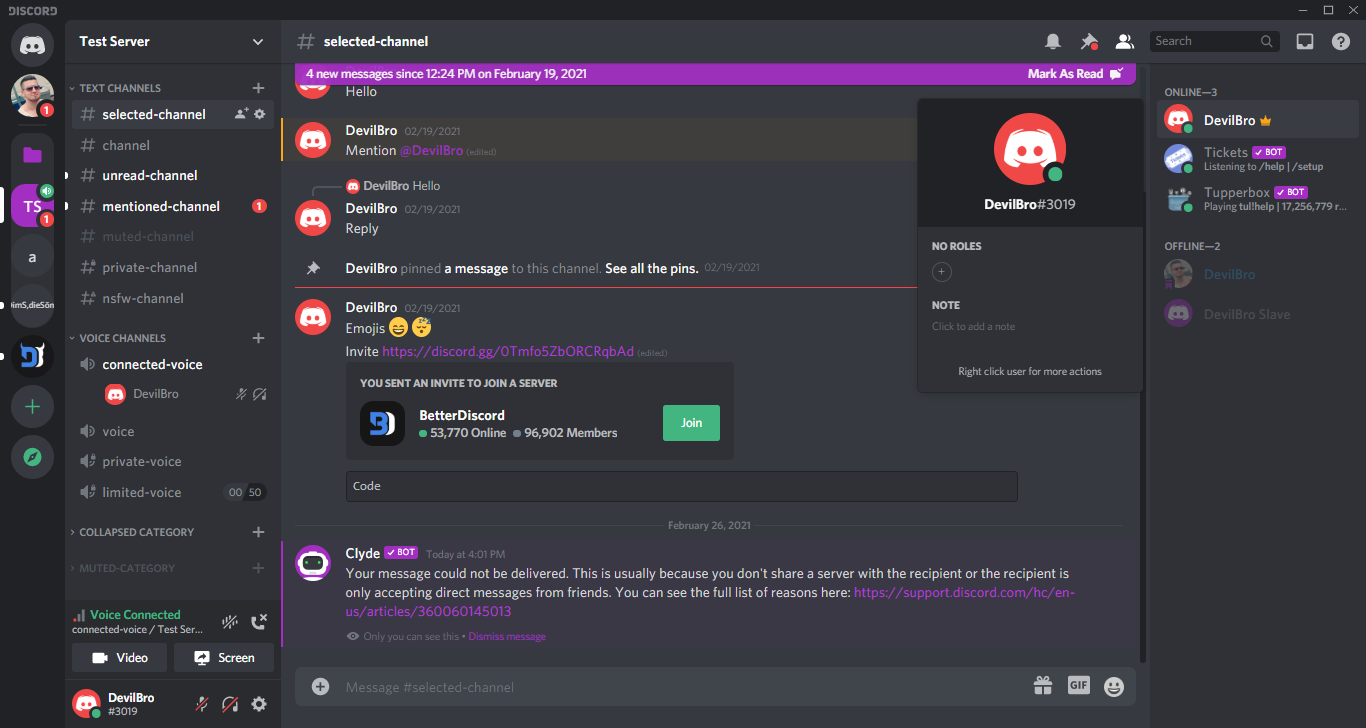 DISCORD
1
TS
1
a
DimS,dieSön
Test Server
TEXT CHANNELS
selected-channel
channel
unread-channel
mentioned-channel 1
muted-channel
private-channel
nsfw-channel
VOICE CHANNELS
connected-voice
DevilBro
voice
private-voice
limited-voice 00 50
COLLAPSED CATEGORY
MUTED-CATEGORY
Voice Connected
connected-voice / Test Ser...
Video Screen
DevilBro
#3019
selected-channel
Search
4 new messages since 12:24 PM on February 19, 2021 Mark As Read
Hello
DevilBro 02/19/2021
Mention @DevilBro (edited)
DevilBro Hello
DevilBro 02/19/2021
Reply
DevilBro pinned a message to this channel. See all the pins. 02/19/2021
DevilBro 02/19/2021
Emojis 😄 😴
Invite https://discord.gg/0Tmfo5ZbORCRqbAd (edited)
YOU SENT AN INVITE TO JOIN A SERVER
BetterDiscord
53,770 Online 96,902 Members
Join
Code
February 26, 2021
Clyde BOT Today at 4:01 PM
Your message could not be delivered. This is usually because you don't share a server with the recipient or the recipient is
only accepting direct messages from friends. You can see the full list of reasons here: https://support.discord.com/hc/en-
us/articles/360060145013
Only you can see this • Dismiss message
Message #selected-channel
GIF
DevilBro#3019
NO ROLES
NOTE
Click to add a note
Right click user for more actions
ONLINE—3
DevilBro
Tickets BOT
Listening to /help | /setup
Tupperbox BOT
Playing tul!help | 17,256,779 r...
OFFLINE—2
DevilBro
DevilBro Slave